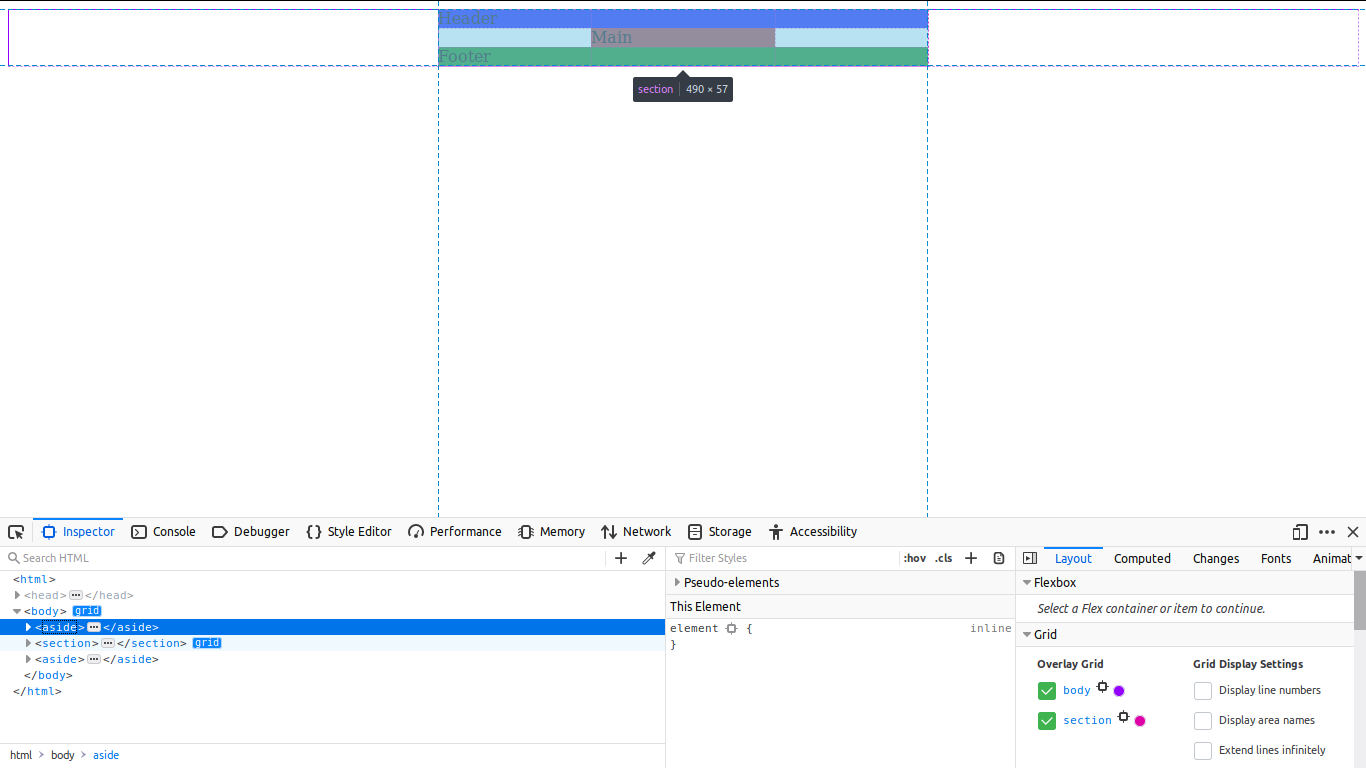 Header
Main
Footer
section 490 × 57
Inspector Console Debugger Style Editor Performance Memory Network Storage Accessibility
Search HTML
Filter Styles :hov .cls
Layout Computed Changes Fonts Animat
<html>
<head> ••• </head>
<body> grid
<aside> ••• </aside>
<section> ••• </section> grid
<aside> ••• </aside>
</body>
</html>
html > body > aside
Pseudo-elements
This Element
element { inline
}
Flexbox
Select a Flex container or item to continue.
Grid
Overlay Grid Grid Display Settings
body Display line numbers
section Display area names
Extend lines infinitely